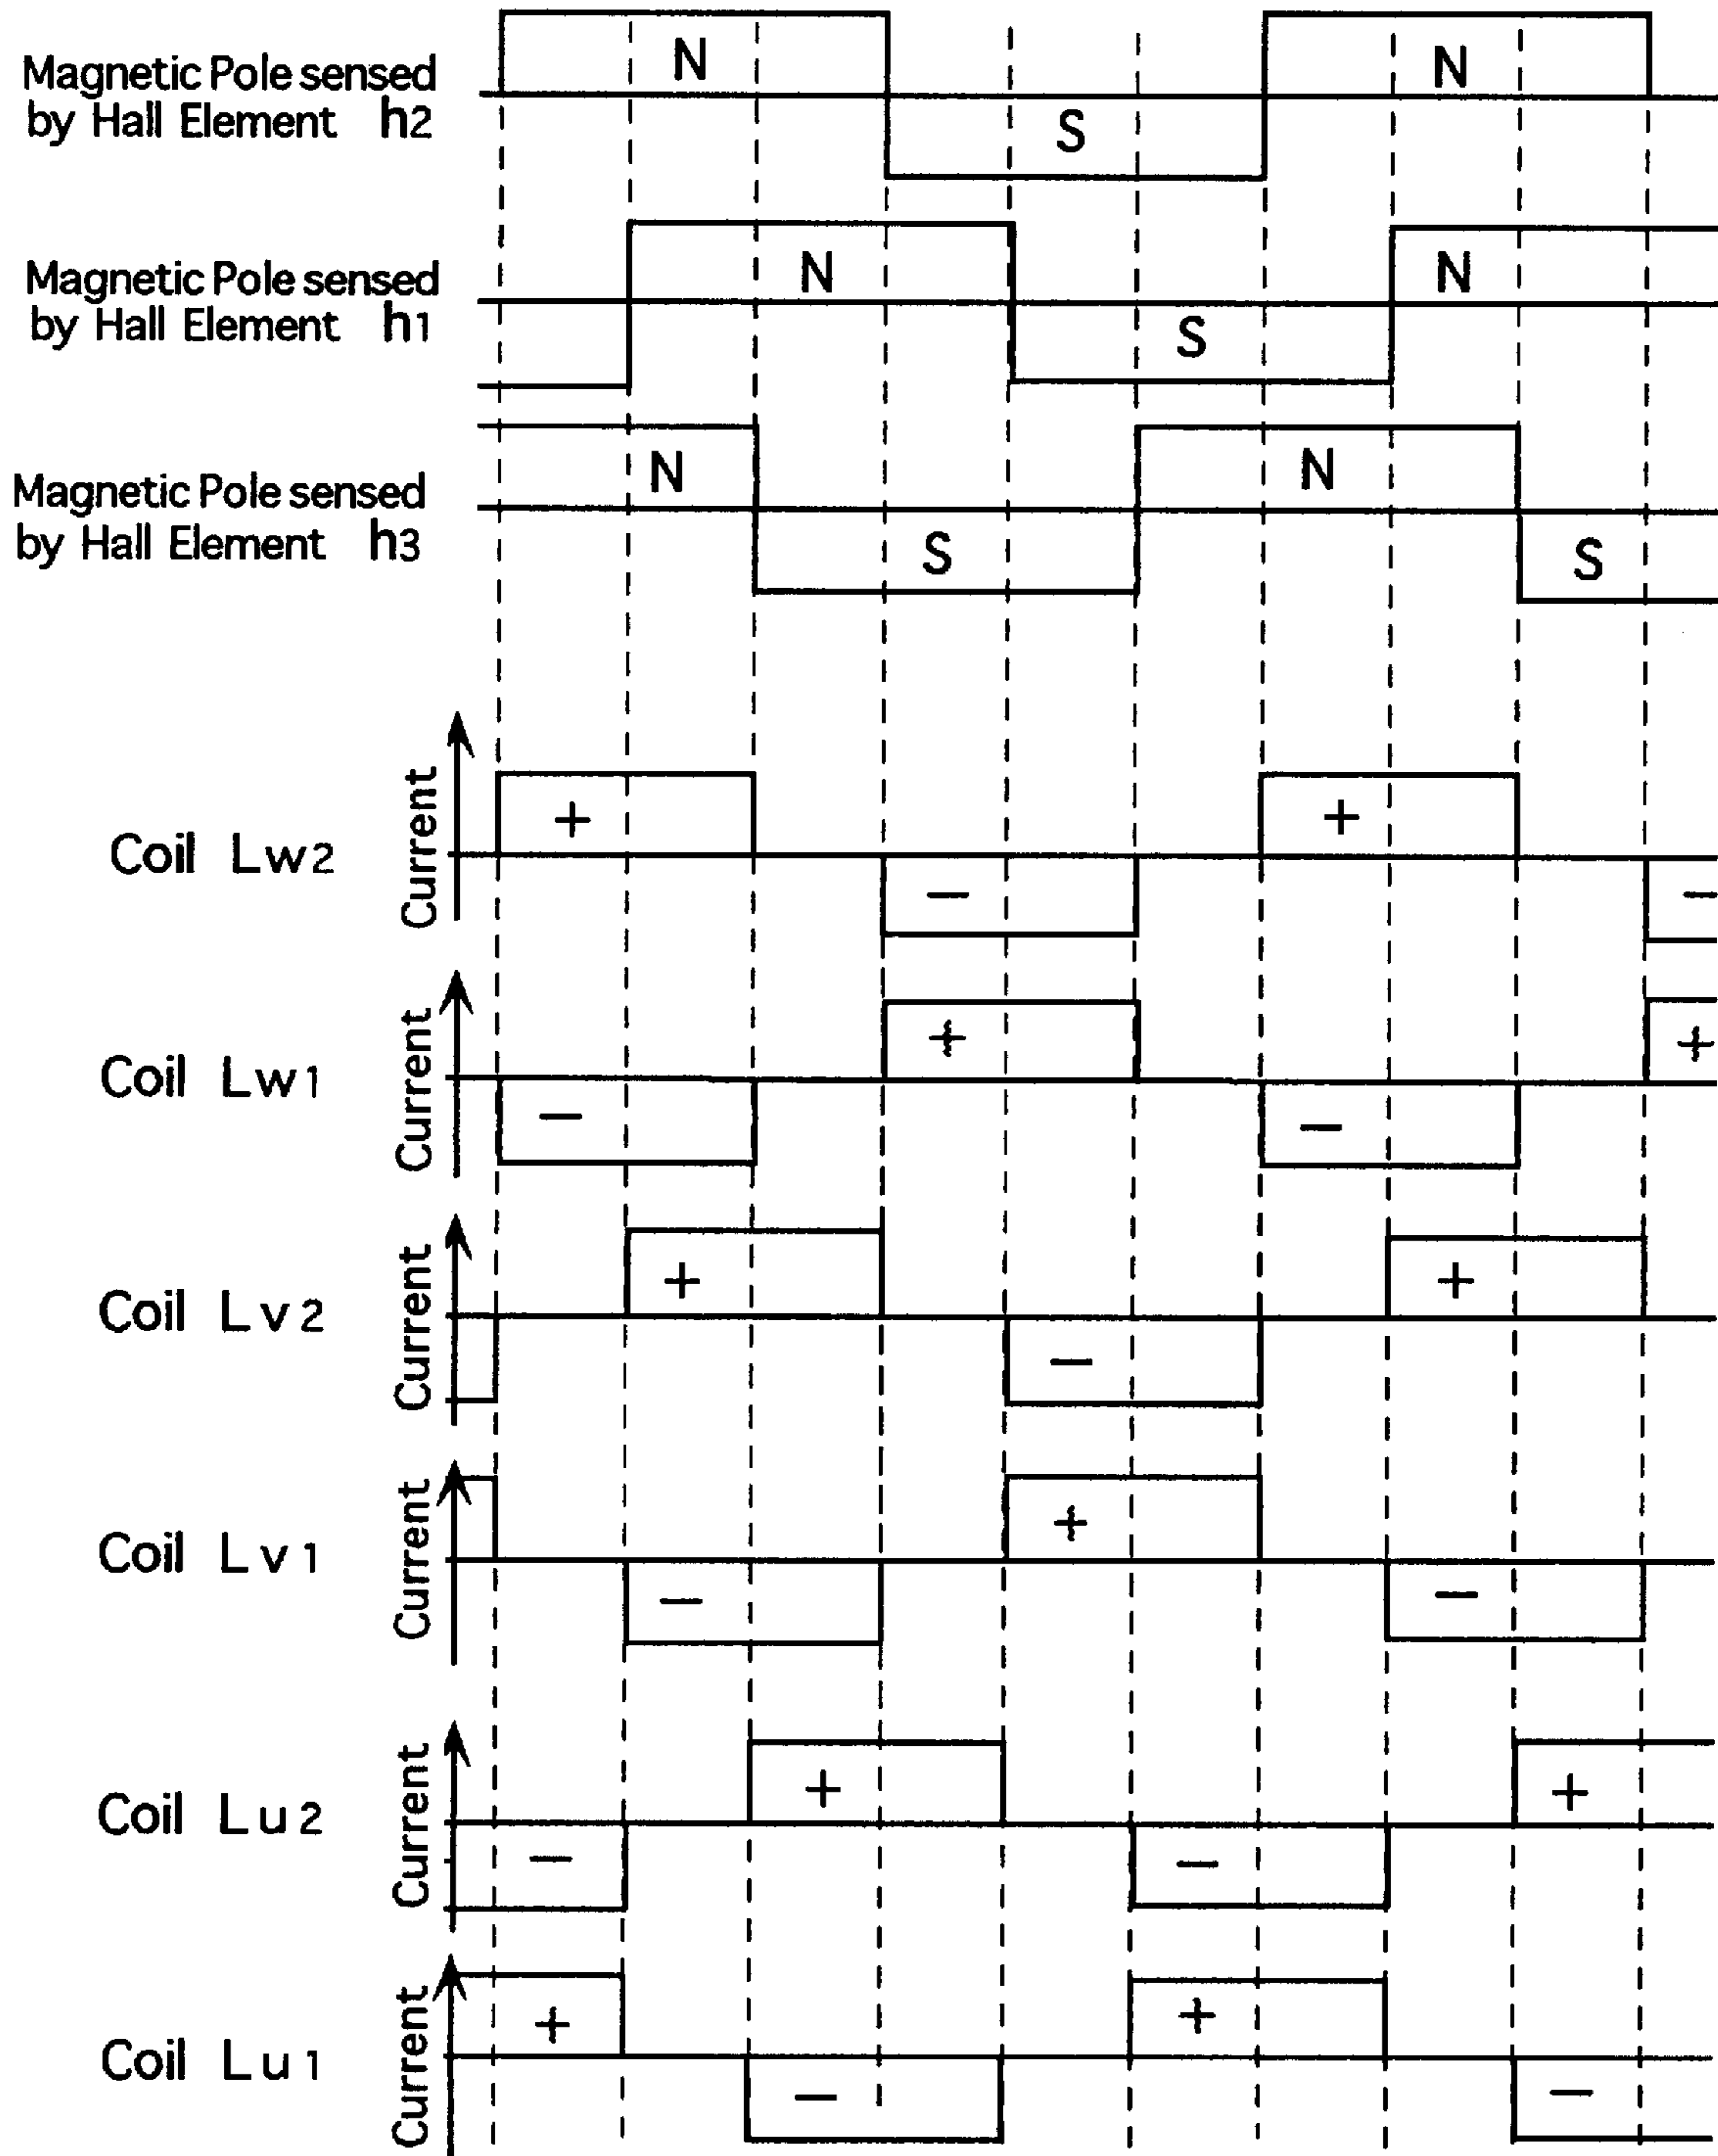 N
N
Magnetic Pole sensed
by Hall Element h2
S
N
N
Magnetic Pole sensed
by Hall Element h1
S
N
N
Magnetic Pole sensed
by Hall Element h3
S
S
Current
+
+
Coil Lw2
−
−
Current
+
+
Coil Lw1
−
−
Current
+
+
Coil Lv2
−
Current
+
Coil Lv1
−
−
Current
+
+
Coil Lu2
−
−
Current
+
+
Coil Lu1
−
−